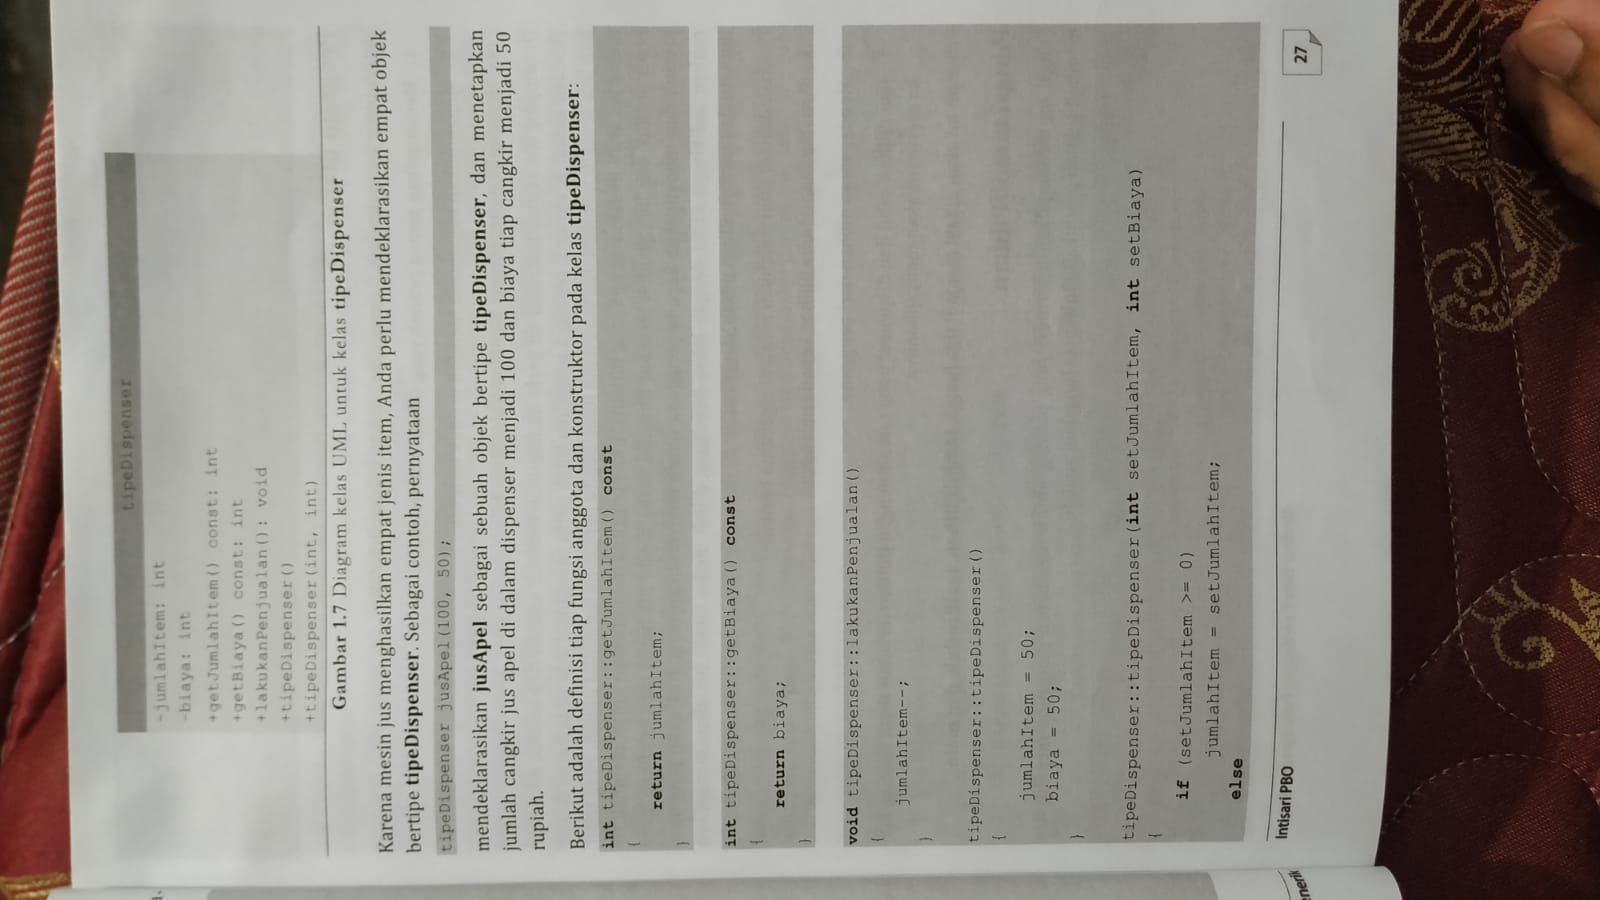 tipeDispenser
-jumlahItem: int
-biaya: int
+getJumlahItem() const: int
+getBiaya() const: int
+lakukanPenjualan(): void
+tipeDispenser()
+tipeDispenser(int, int)
Gambar 1.7 Diagram kelas UML untuk kelas tipeDispenser
Karena mesin jus menghasilkan empat jenis item, Anda perlu mendeklarasikan empat objek
bertipe tipeDispenser. Sebagai contoh, pernyataan
tipeDispenser jusApel(100, 50);
mendeklarasikan jusApel sebagai sebuah objek bertipe tipeDispenser, dan menetapkan
jumlah cangkir jus apel di dalam dispenser menjadi 100 dan biaya tiap cangkir menjadi 50
rupiah.
Berikut adalah definisi tiap fungsi anggota dan konstruktor pada kelas tipeDispenser:
int tipeDispenser::getJumlahItem() const
{
return jumlahItem;
}
int tipeDispenser::getBiaya() const
{
return biaya;
}
void tipeDispenser::lakukanPenjualan()
{
jumlahItem--;
}
tipeDispenser::tipeDispenser()
{
jumlahItem = 50;
biaya = 50;
}
tipeDispenser::tipeDispenser(int setJumlahItem, int setBiaya)
{
if (setJumlahItem >= 0)
jumlahItem = setJumlahItem;
else
Intisari PBO
27